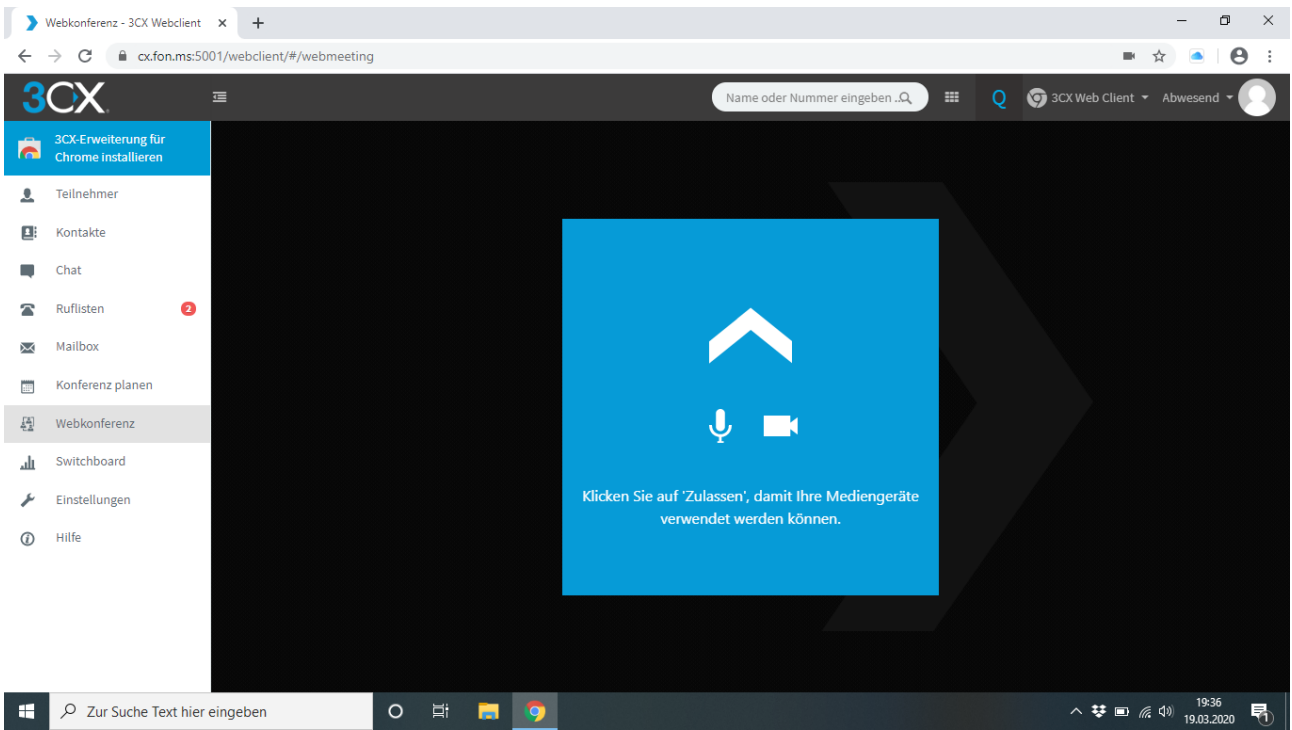 Webkonferenz - 3CX Webclient
cx.fon.ms:5001/webclient/#/webmeeting
3CX
Name oder Nummer eingeben ..
Q
3CX Web Client
Abwesend
3CX-Erweiterung für
Chrome installieren
Teilnehmer
Kontakte
Chat
Ruflisten 2
Mailbox
Konferenz planen
Webkonferenz
Switchboard
Einstellungen
Hilfe
Klicken Sie auf 'Zulassen', damit Ihre Mediengeräte
verwendet werden können.
Zur Suche Text hier eingeben
19:36
19.03.2020
1